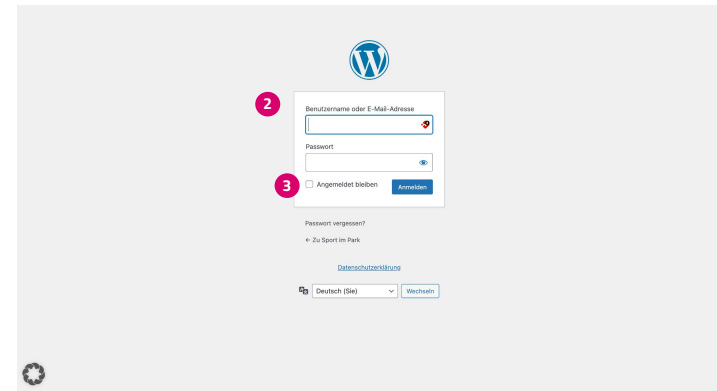 2
Benutzername oder E-Mail-Adresse
Passwort
3
Angemeldet bleiben
Anmelden
Passwort vergessen?
← Zu Sport im Park
Datenschutzerklärung
Deutsch (Sie)
Wechseln